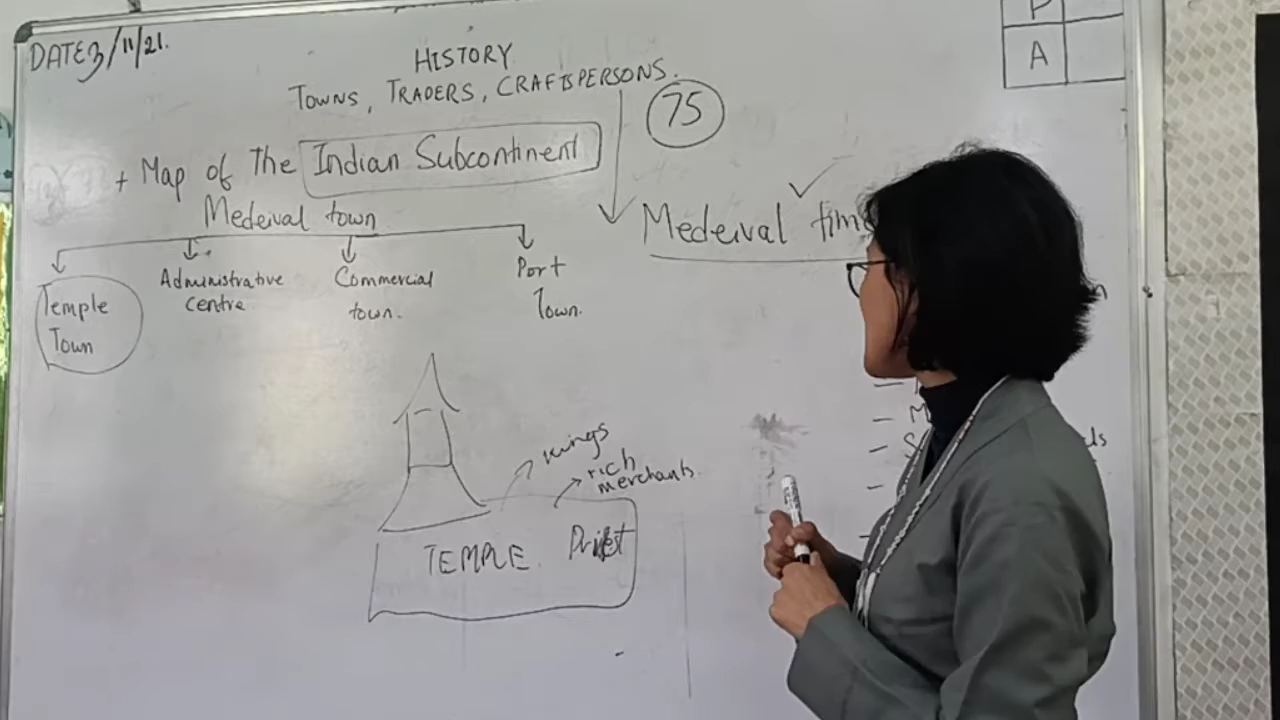 DATE 3/11/21.
HISTORY
TOWNS, TRADERS, CRAFTSPERSONS.
75
+ Map of The Indian Subcontinent
Medeival town
Medeival
Temple Town
Administrative centre
Commercial town.
Port Town.
kings
rich merchants.
TEMPLE. Priest
P
A